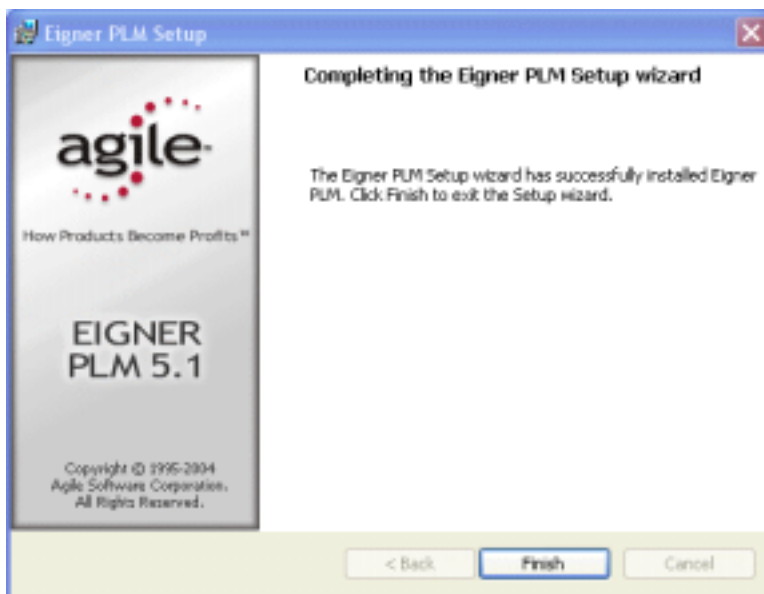 Eigner PLM Setup
Completing the Eigner PLM Setup wizard
The Eigner PLM Setup wizard has successfully installed Eigner
PLM. Click Finish to exit the Setup wizard.
agile™
How Products Become Profits™
EIGNER
PLM 5.1
Copyright © 1995-2004
Agile Software Corporation.
All Rights Reserved.
< Back
Finish
Cancel